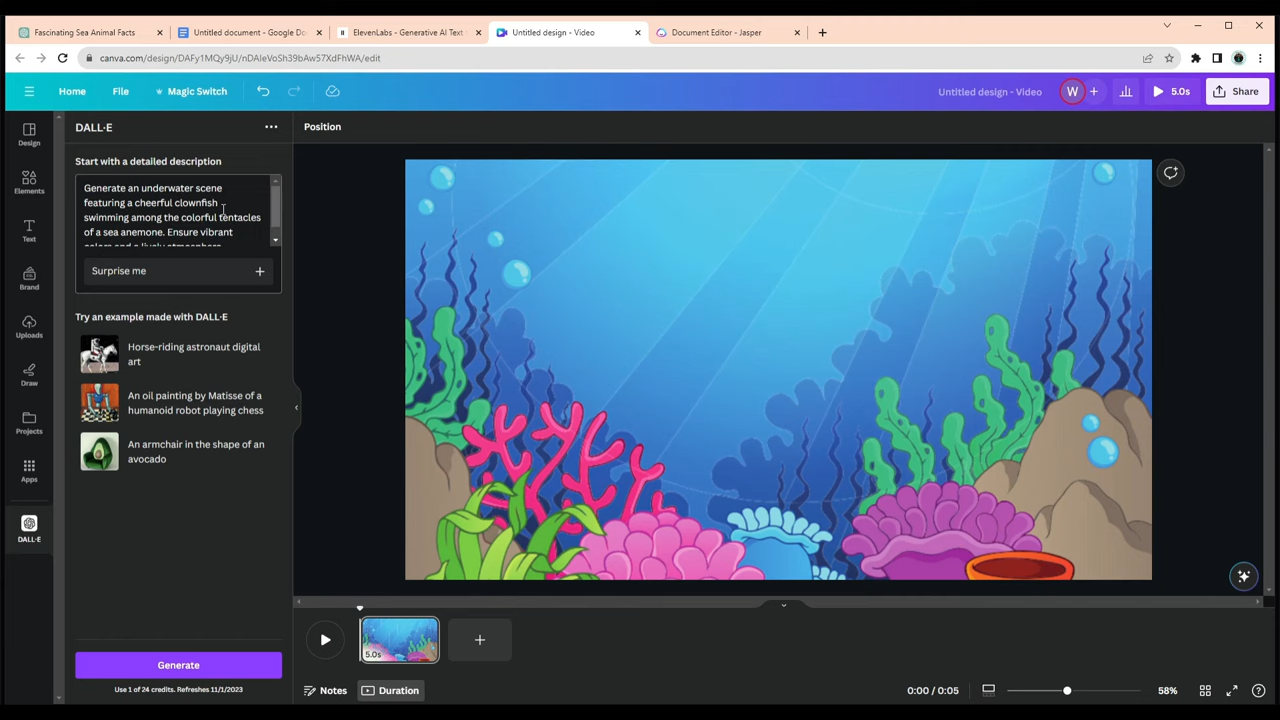 Fascinating Sea Animal Facts
Untitled document - Google Do
ElevenLabs - Generative AI Text
Untitled design - Video
Document Editor - Jasper
canva.com/design/DAFy1MQy9jU/nDAIeVoSh39bAw57XdFhWA/edit
Home
File
Magic Switch
Untitled design - Video
W
5.0s
Share
Design
Elements
Text
Brand
Uploads
Draw
Projects
Apps
DALL·E
DALL·E
Start with a detailed description
Generate an underwater scene
featuring a cheerful clownfish
swimming among the colorful tentacles
of a sea anemone. Ensure vibrant
colors and a lively atmosphere
Surprise me
Try an example made with DALL·E
Horse-riding astronaut digital
art
An oil painting by Matisse of a
humanoid robot playing chess
An armchair in the shape of an
avocado
Generate
Use 1 of 24 credits. Refreshes 11/1/2023
Position
5.0s
Notes
Duration
0:00 / 0:05
58%